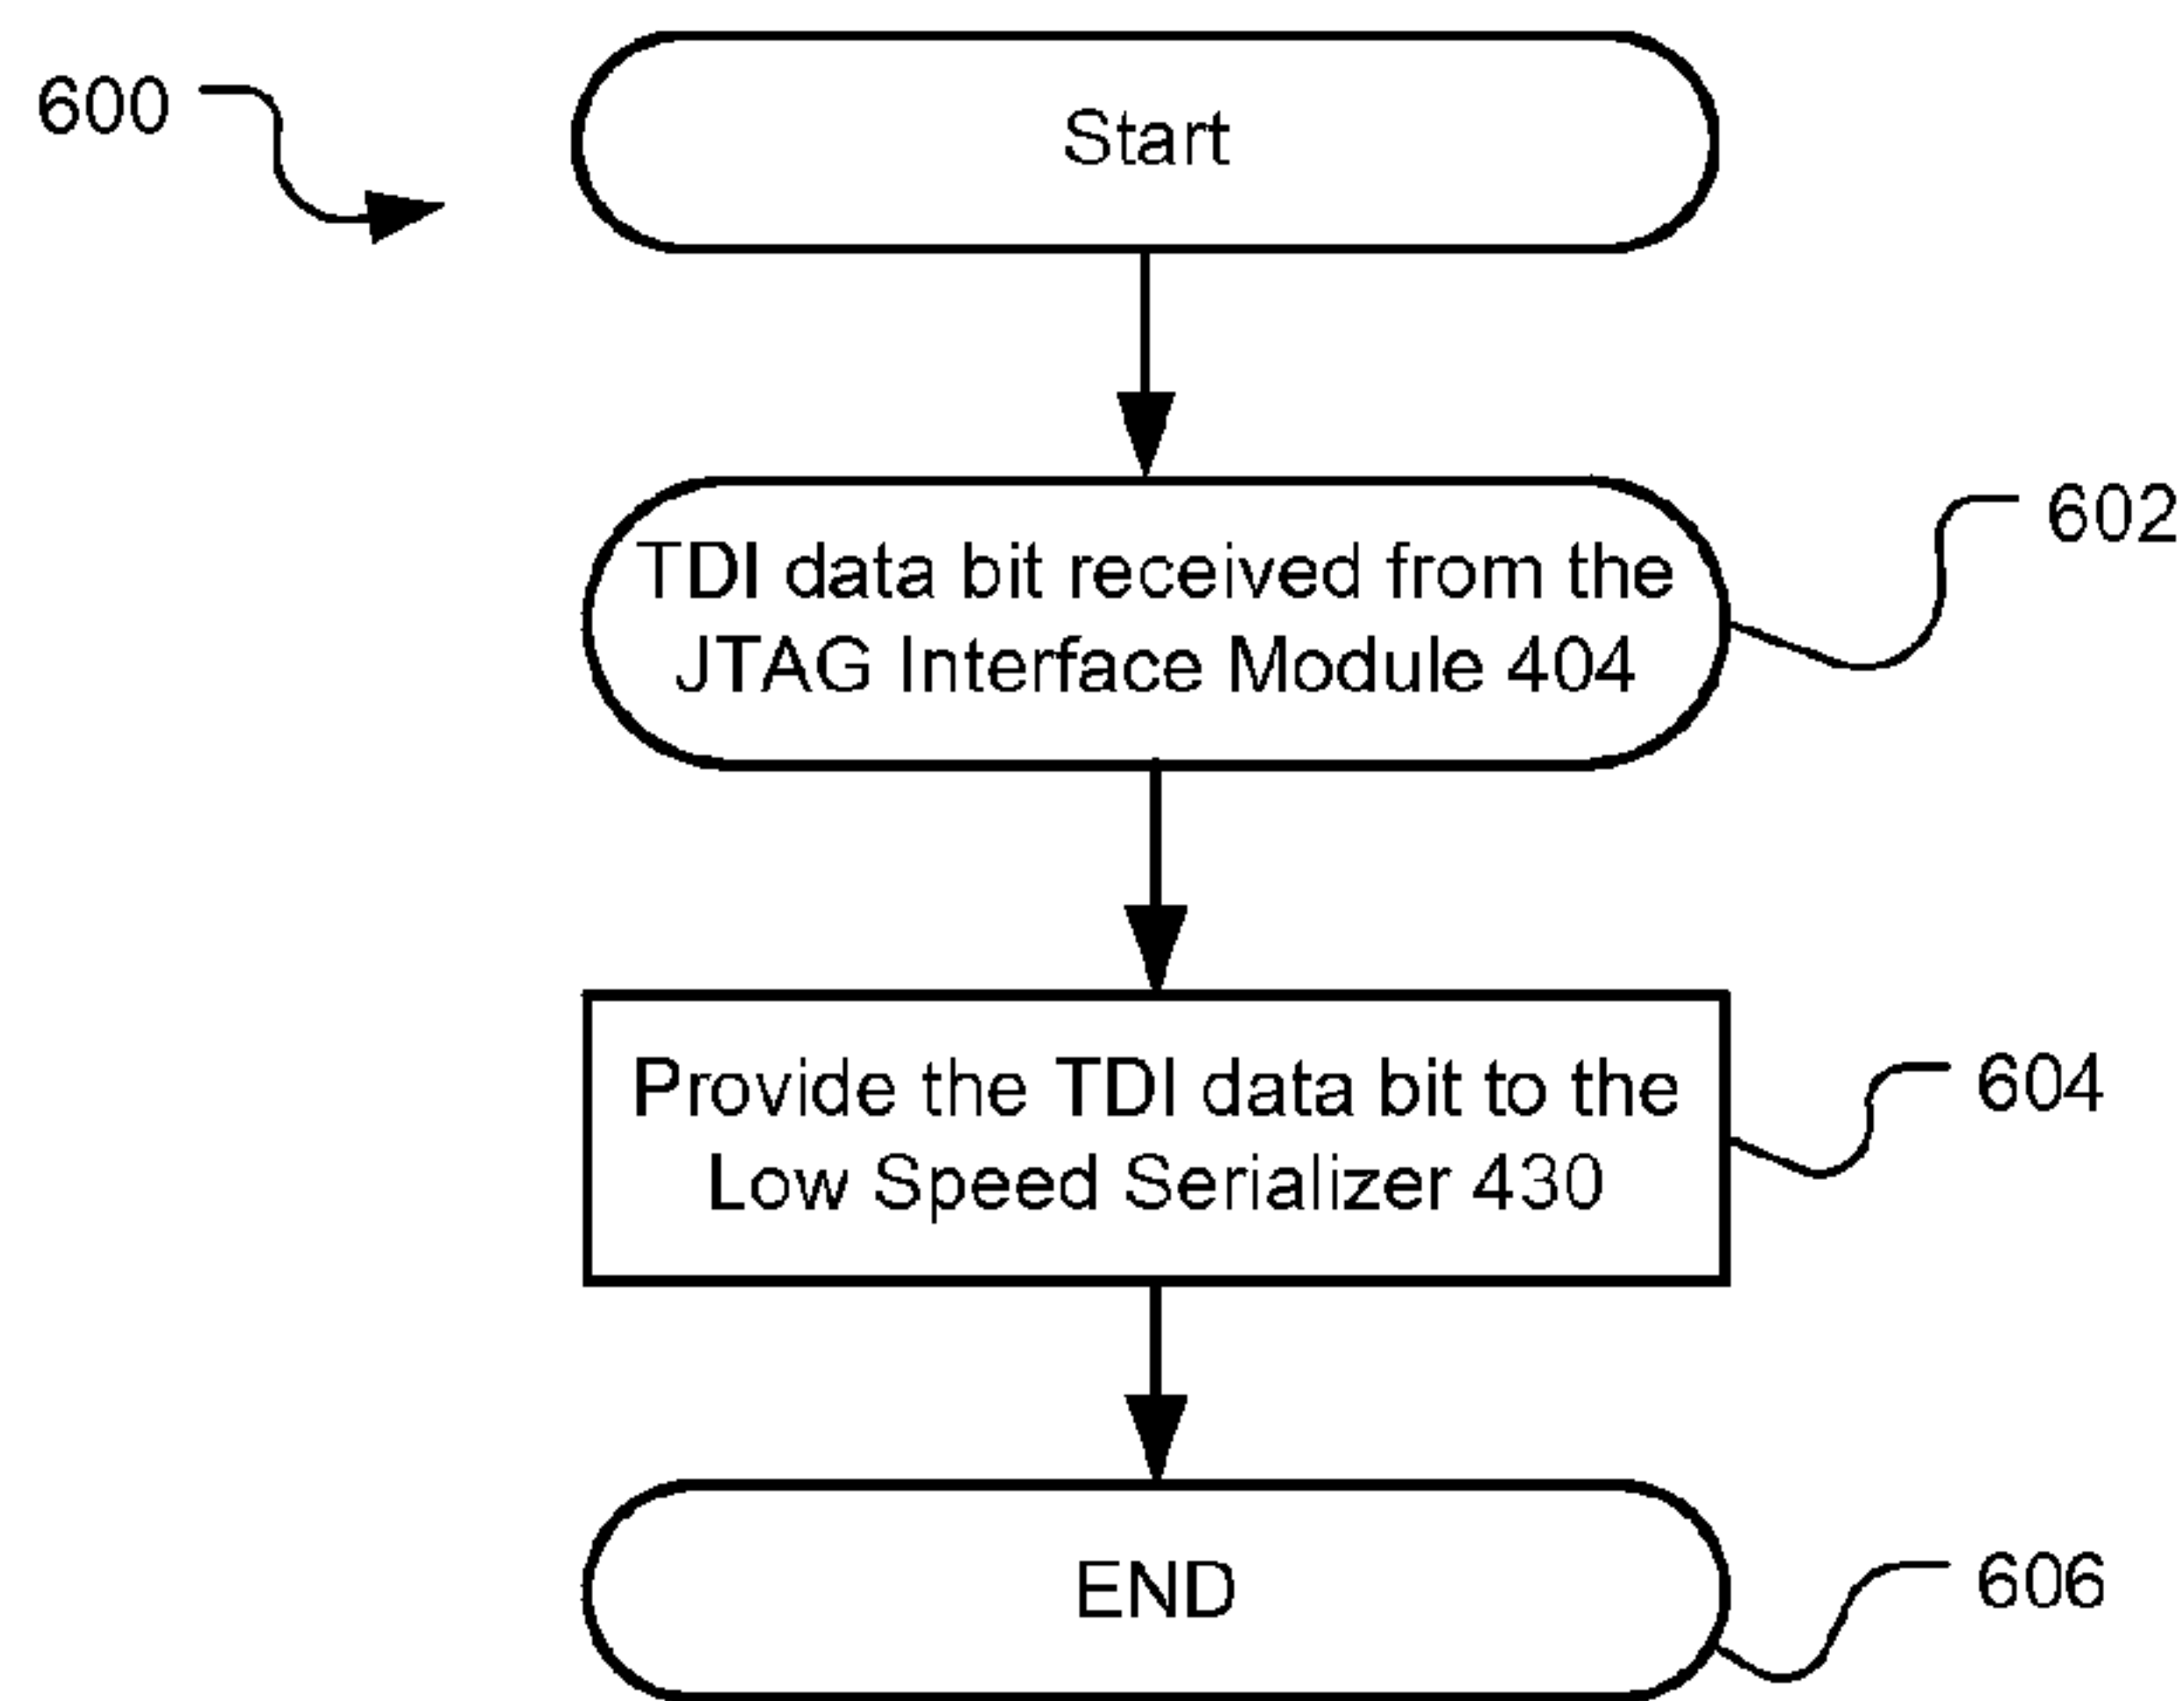 600
Start
TDI data bit received from the
JTAG Interface Module 404
602
Provide the TDI data bit to the
Low Speed Serializer 430
604
END
606